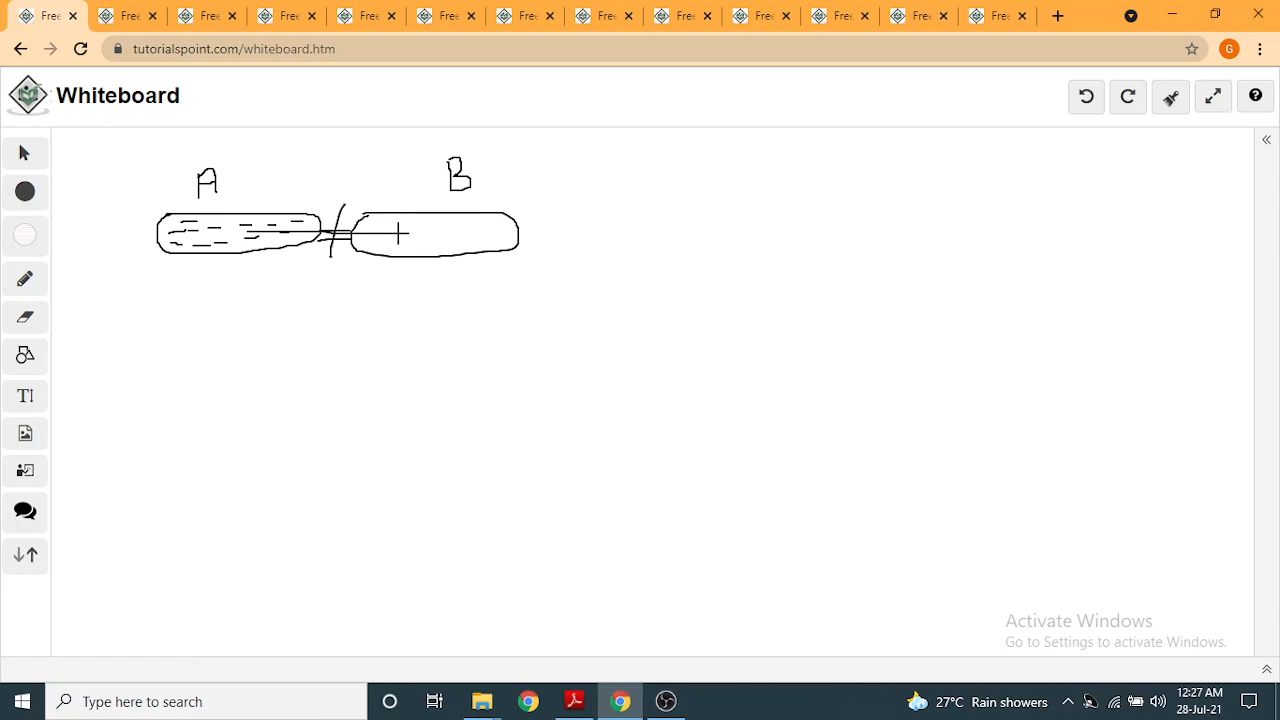 Free Free Free Free Free Free Free Free Free Free Free Free Free
tutorialspoint.com/whiteboard.htm
G
Whiteboard
A B
T
Activate Windows
Go to Settings to activate Windows.
Type here to search
27°C Rain showers
12:27 AM
28-Jul-21